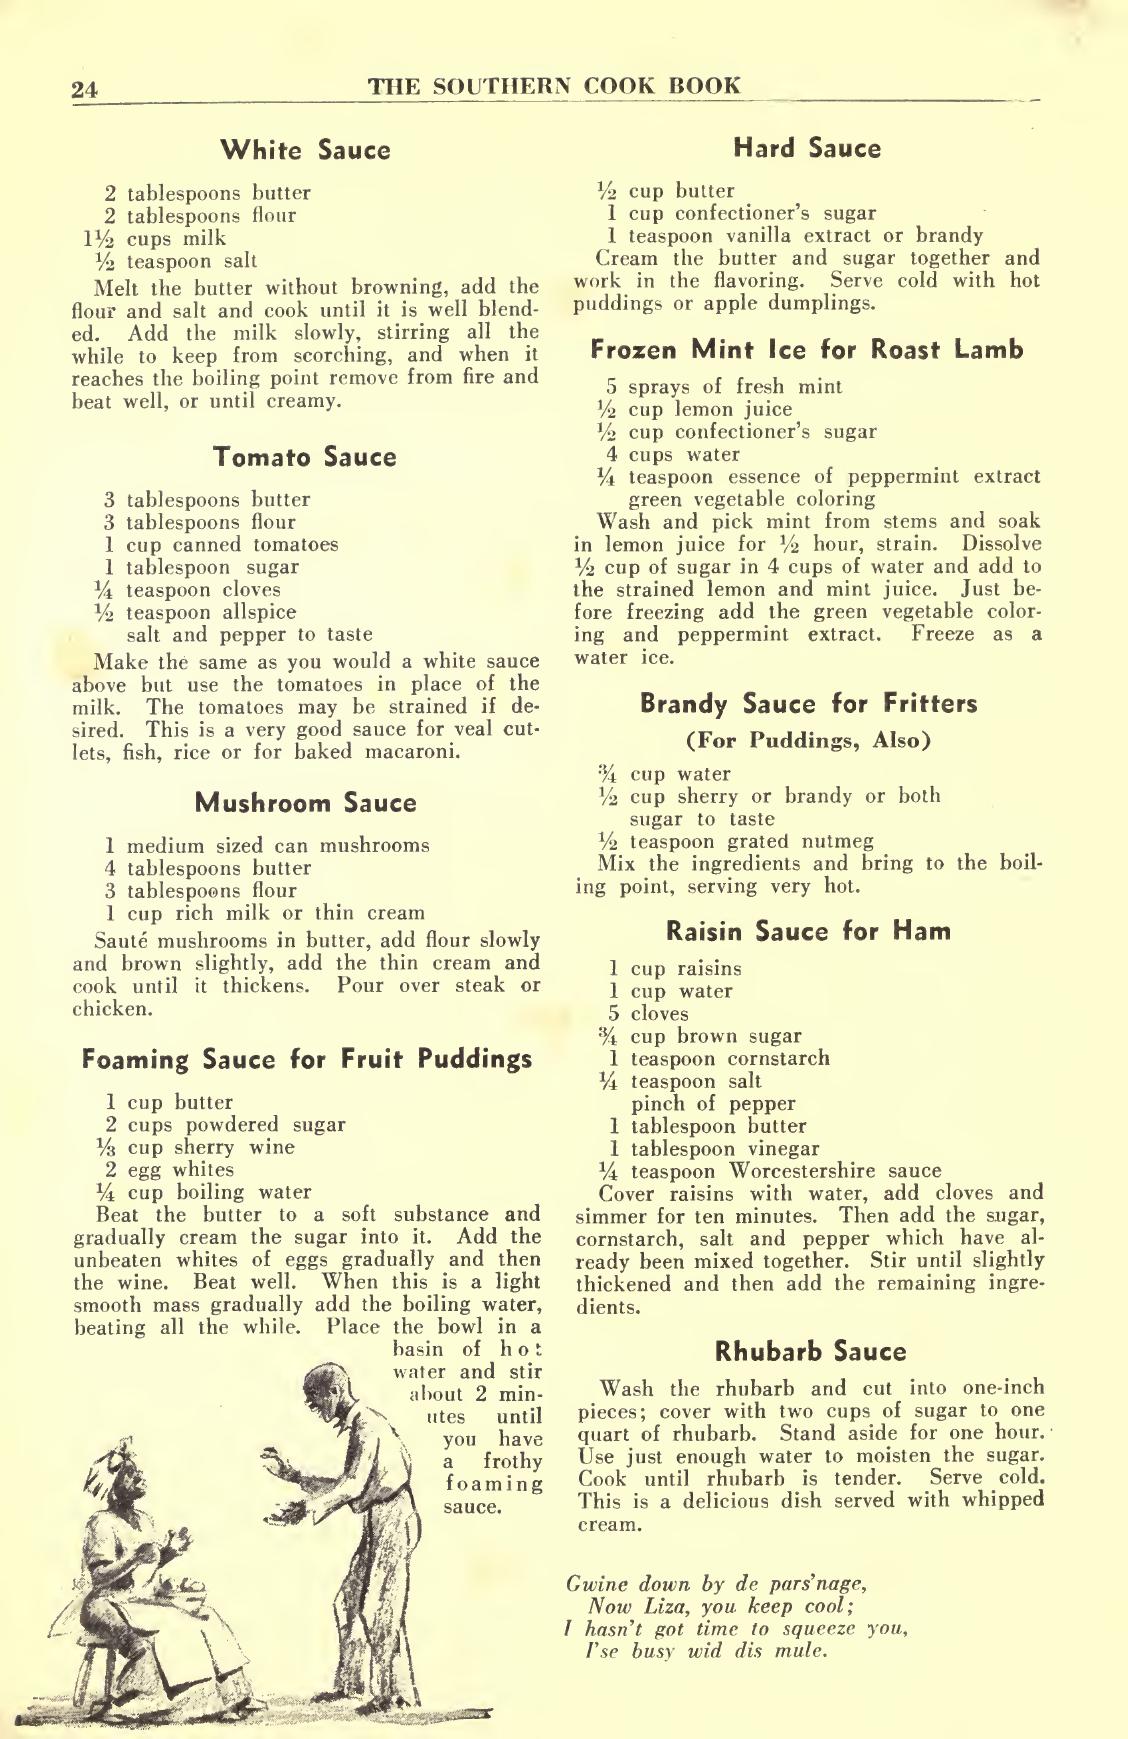 24
THE SOUTHERN COOK BOOK
White Sauce
2 tablespoons butter
2 tablespoons flour
1½ cups milk
½ teaspoon salt
Melt the butter without browning, add the
flour and salt and cook until it is well blend-
ed. Add the milk slowly, stirring all the
while to keep from scorching, and when it
reaches the boiling point remove from fire and
beat well, or until creamy.
Tomato Sauce
3 tablespoons butter
3 tablespoons flour
1 cup canned tomatoes
1 tablespoon sugar
¼ teaspoon cloves
½ teaspoon allspice
salt and pepper to taste
Make the same as you would a white sauce
above but use the tomatoes in place of the
milk. The tomatoes may be strained if de-
sired. This is a very good sauce for veal cut-
lets, fish, rice or for baked macaroni.
Mushroom Sauce
1 medium sized can mushrooms
4 tablespoons butter
3 tablespoons flour
1 cup rich milk or thin cream
Sauté mushrooms in butter, add flour slowly
and brown slightly, add the thin cream and
cook until it thickens. Pour over steak or
chicken.
Foaming Sauce for Fruit Puddings
1 cup butter
2 cups powdered sugar
⅓ cup sherry wine
2 egg whites
¼ cup boiling water
Beat the butter to a soft substance and
gradually cream the sugar into it. Add the
unbeaten whites of eggs gradually and then
the wine. Beat well. When this is a light
smooth mass gradually add the boiling water,
beating all the while. Place the bowl in a
basin of hot
water and stir
about 2 min-
utes until
you have
a frothy
foaming
sauce.
Hard Sauce
½ cup butter
1 cup confectioner's sugar
1 teaspoon vanilla extract or brandy
Cream the butter and sugar together and
work in the flavoring. Serve cold with hot
puddings or apple dumplings.
Frozen Mint Ice for Roast Lamb
5 sprays of fresh mint
½ cup lemon juice
½ cup confectioner's sugar
4 cups water
¼ teaspoon essence of peppermint extract
green vegetable coloring
Wash and pick mint from stems and soak
in lemon juice for ½ hour, strain. Dissolve
½ cup of sugar in 4 cups of water and add to
the strained lemon and mint juice. Just be-
fore freezing add the green vegetable color-
ing and peppermint extract. Freeze as a
water ice.
Brandy Sauce for Fritters
(For Puddings, Also)
¾ cup water
½ cup sherry or brandy or both
sugar to taste
½ teaspoon grated nutmeg
Mix the ingredients and bring to the boil-
ing point, serving very hot.
Raisin Sauce for Ham
1 cup raisins
1 cup water
5 cloves
¾ cup brown sugar
1 teaspoon cornstarch
¼ teaspoon salt
pinch of pepper
1 tablespoon butter
1 tablespoon vinegar
¼ teaspoon Worcestershire sauce
Cover raisins with water, add cloves and
simmer for ten minutes. Then add the sugar,
cornstarch, salt and pepper which have al-
ready been mixed together. Stir until slightly
thickened and then add the remaining ingre-
dients.
Rhubarb Sauce
Wash the rhubarb and cut into one-inch
pieces; cover with two cups of sugar to one
quart of rhubarb. Stand aside for one hour.
Use just enough water to moisten the sugar.
Cook until rhubarb is tender. Serve cold.
This is a delicious dish served with whipped
cream.
Gwine down by de pars'nage,
Now Liza, you keep cool;
I hasn't got time to squeeze you,
I'se busy wid dis mule.